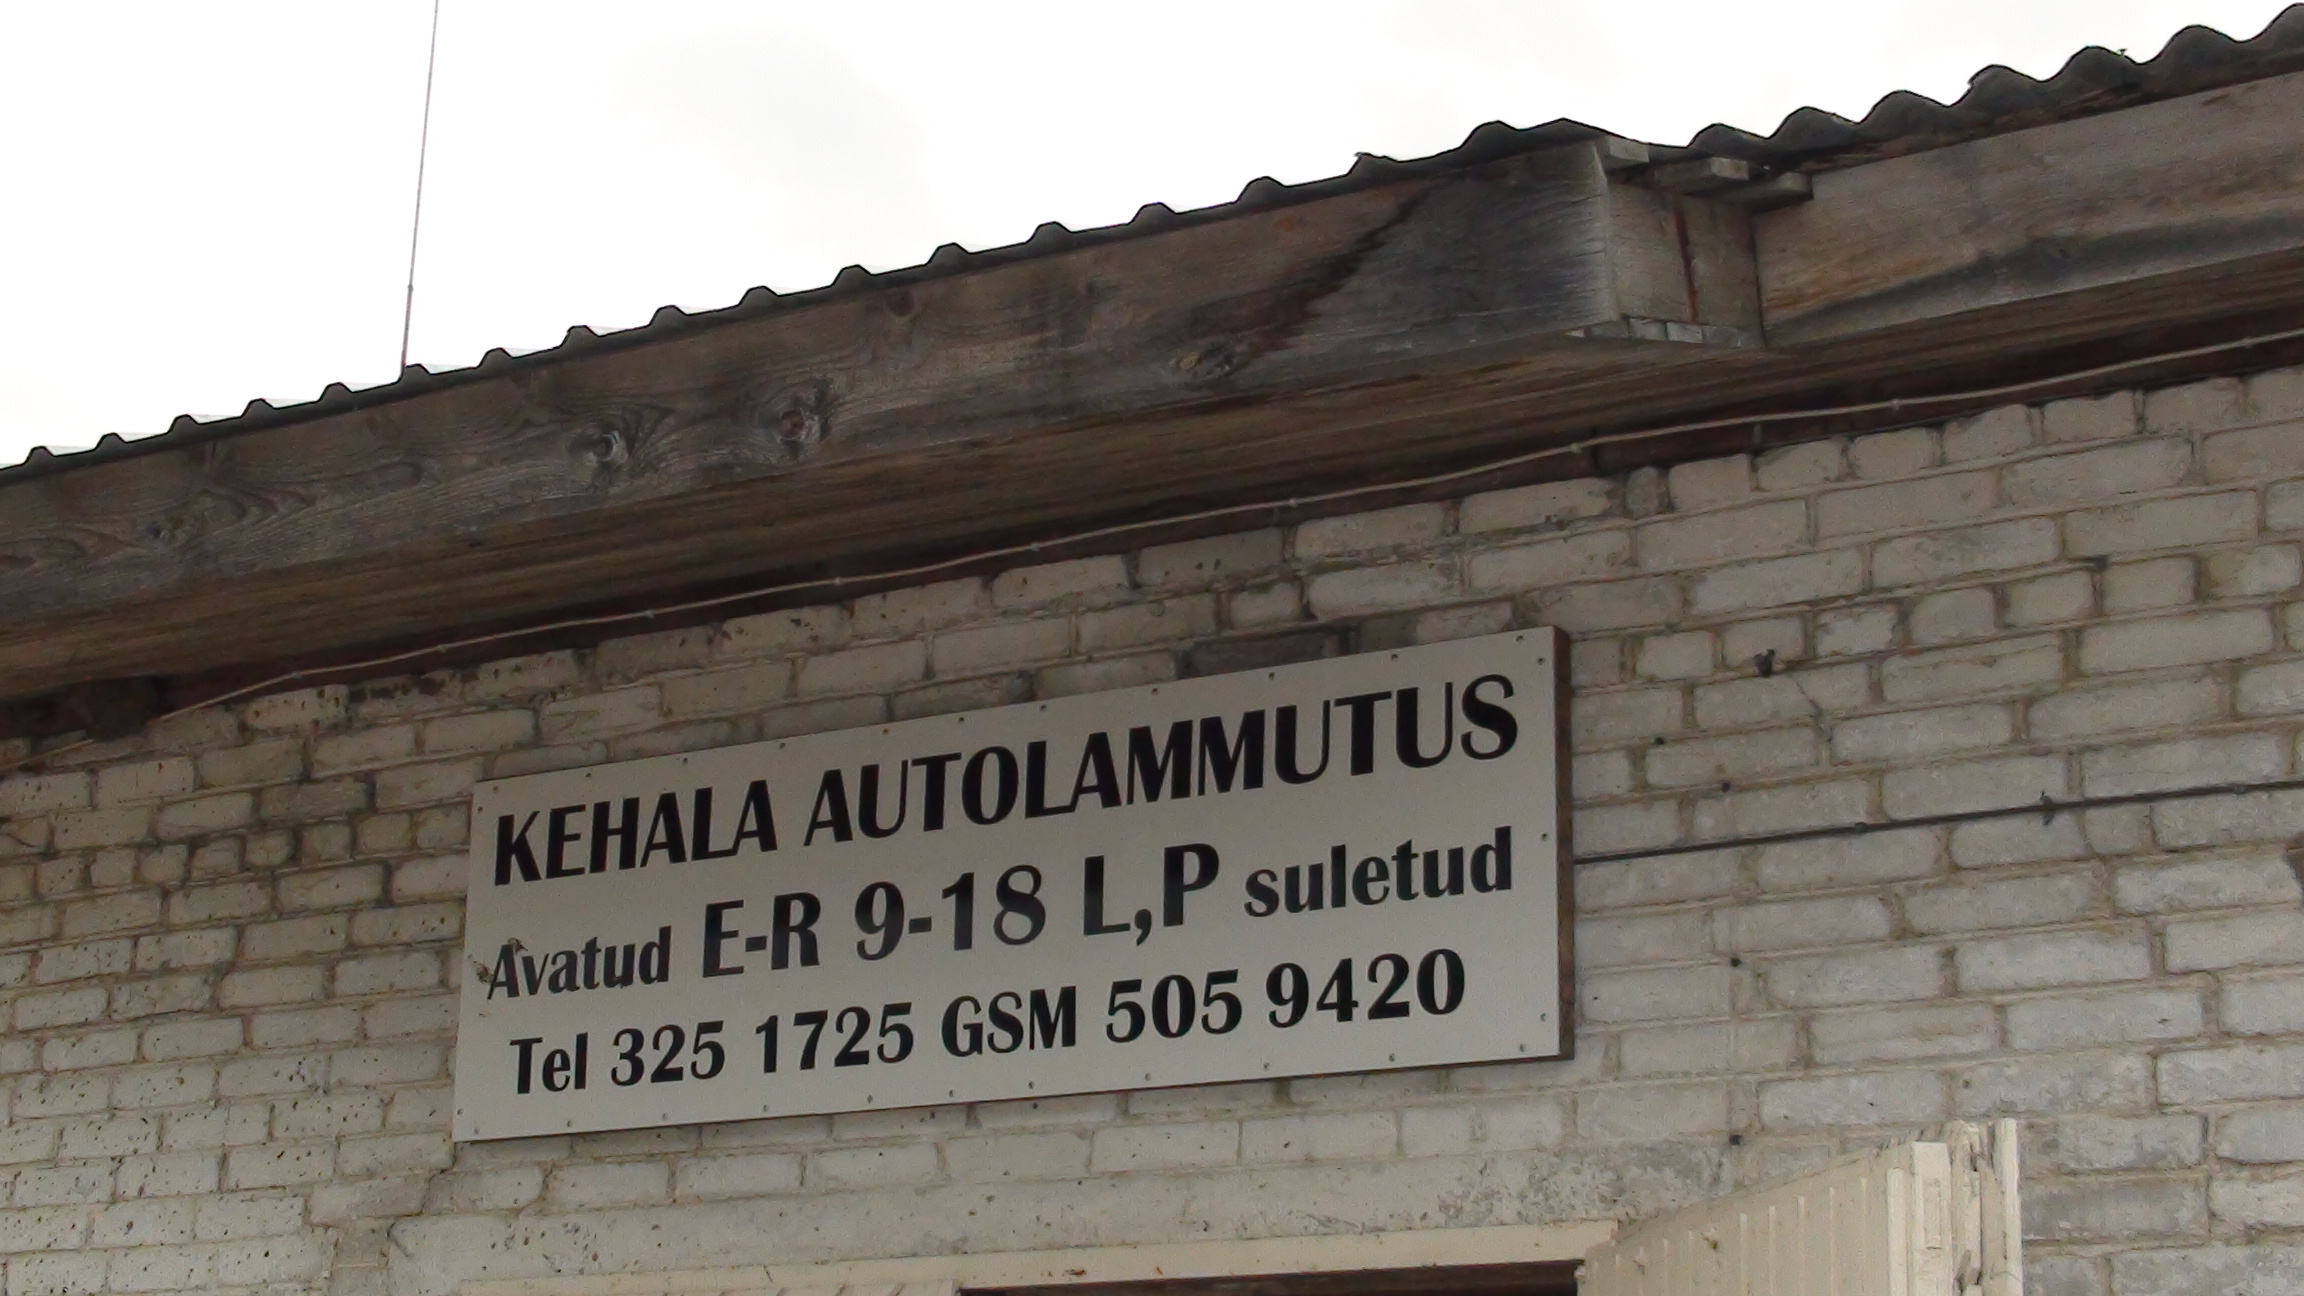 KEHALA AUTOLAMMUTUS
Avatud E-R 9-18 L,P suletud
Tel 325 1725 GSM 505 9420